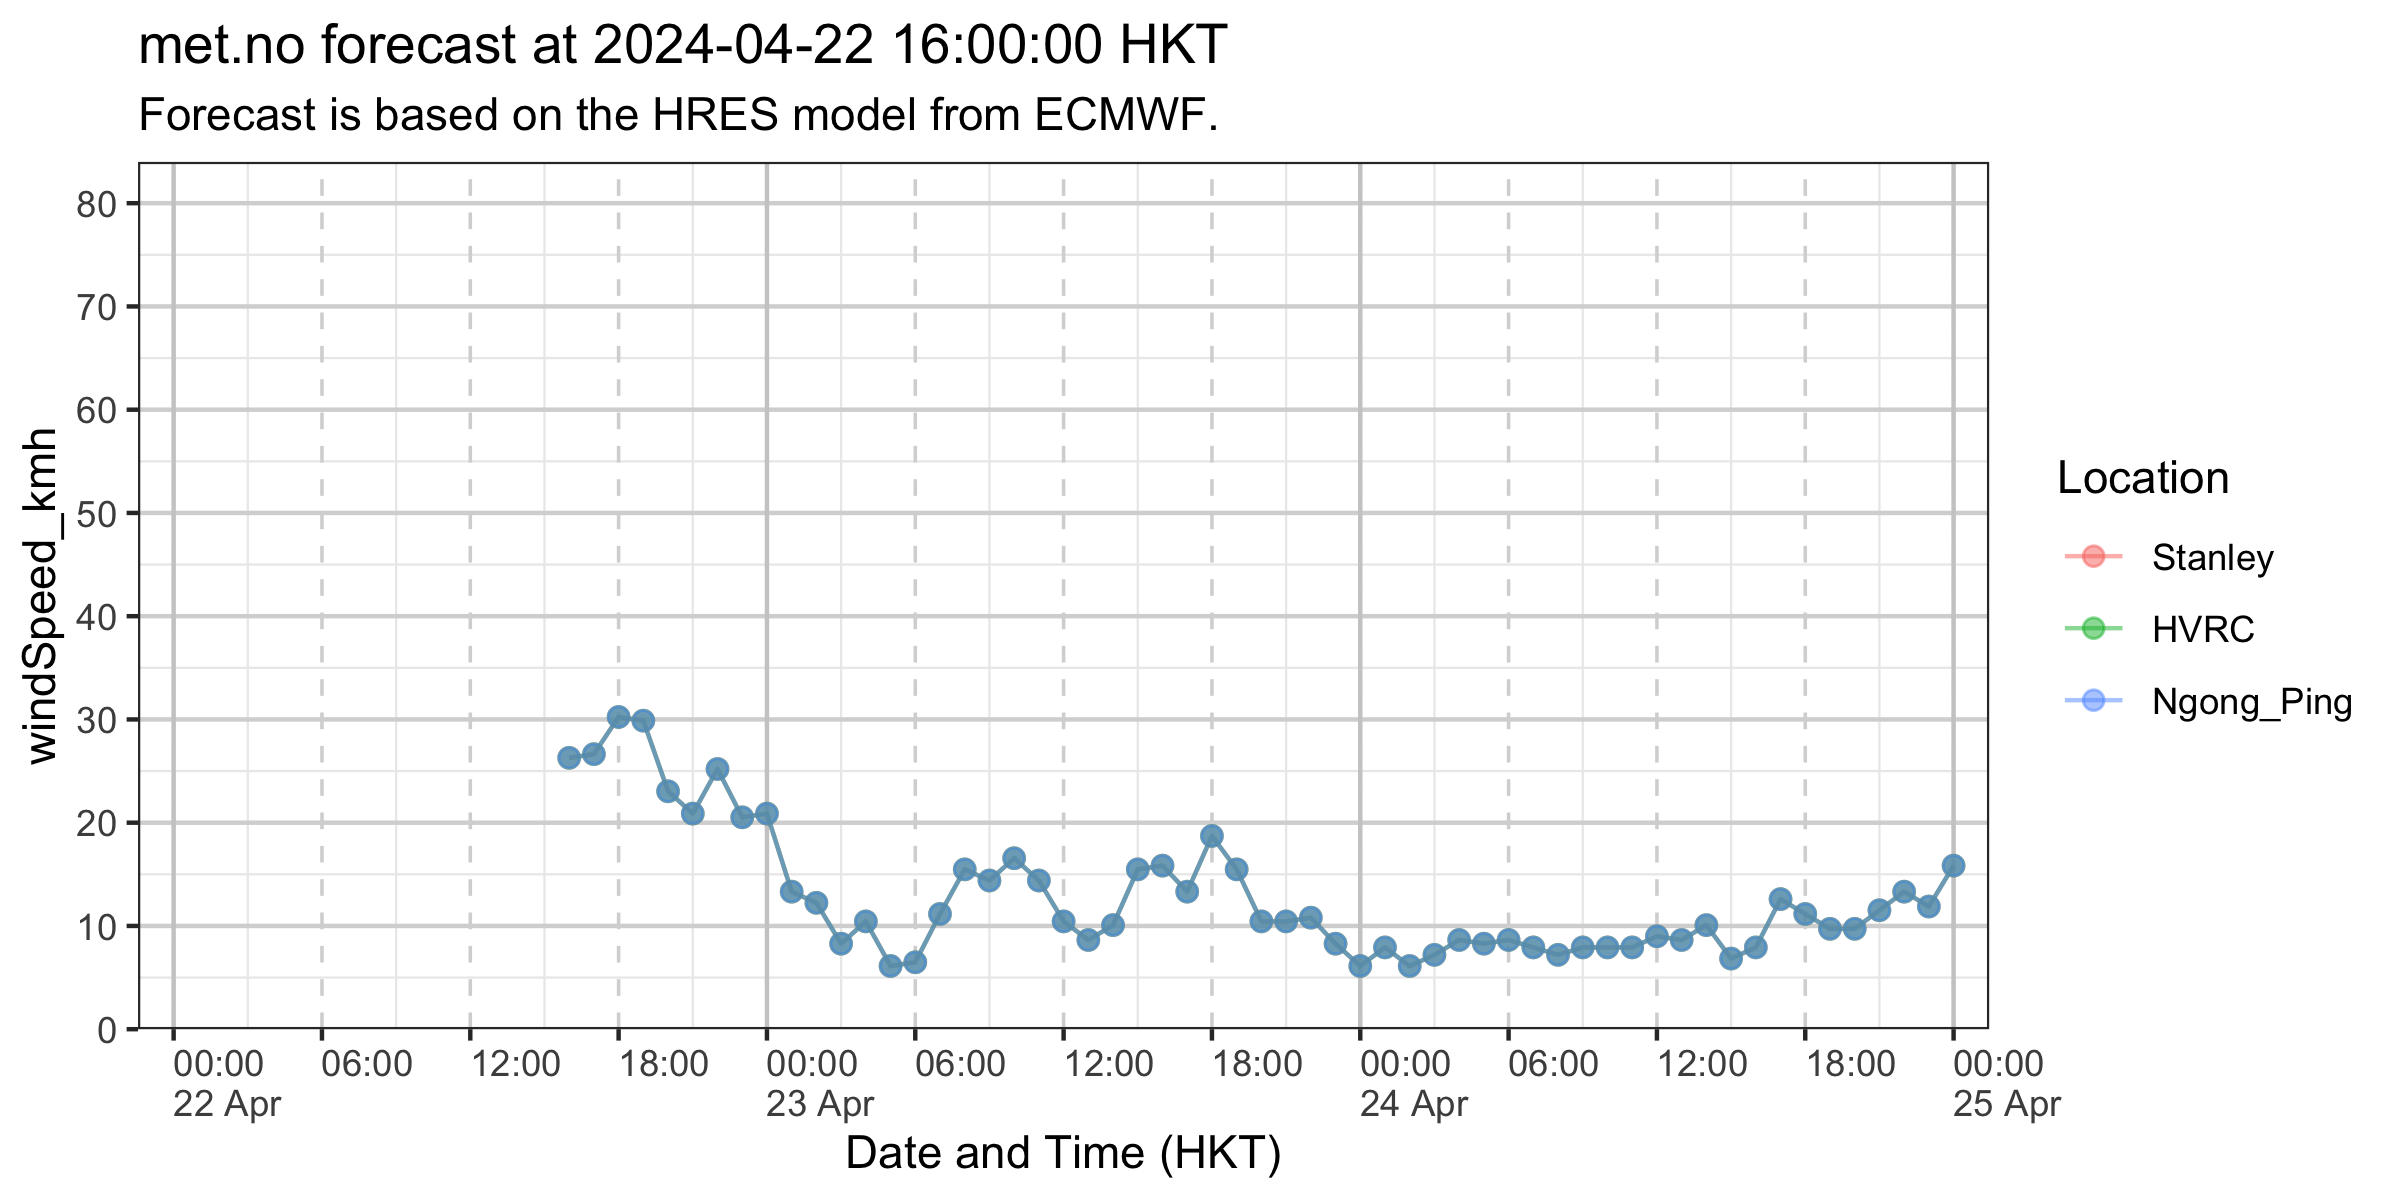 met.no forecast at 2024-04-22 16:00:00 HKT
Forecast is based on the HRES model from ECMWF.
windSpeed_kmh
80
70
60
50
40
30
20
10
0
00:00 06:00 12:00 18:00 00:00 06:00 12:00 18:00 00:00 06:00 12:00 18:00 00:00
22 Apr 23 Apr 24 Apr 25 Apr
Date and Time (HKT)
Location
Stanley
HVRC
Ngong_Ping